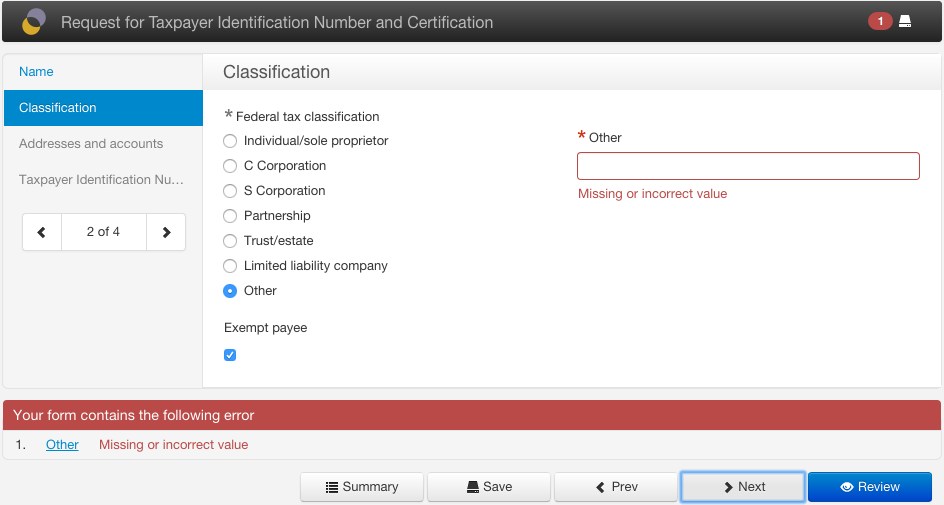 Request for Taxpayer Identification Number and Certification
1
Name
Classification
Addresses and accounts
Taxpayer Identification Nu...
2 of 4
Classification
* Federal tax classification
Individual/sole proprietor
C Corporation
S Corporation
Partnership
Trust/estate
Limited liability company
Other
* Other
Missing or incorrect value
Exempt payee
Your form contains the following error
1. Other Missing or incorrect value
Summary Save Prev Next Review